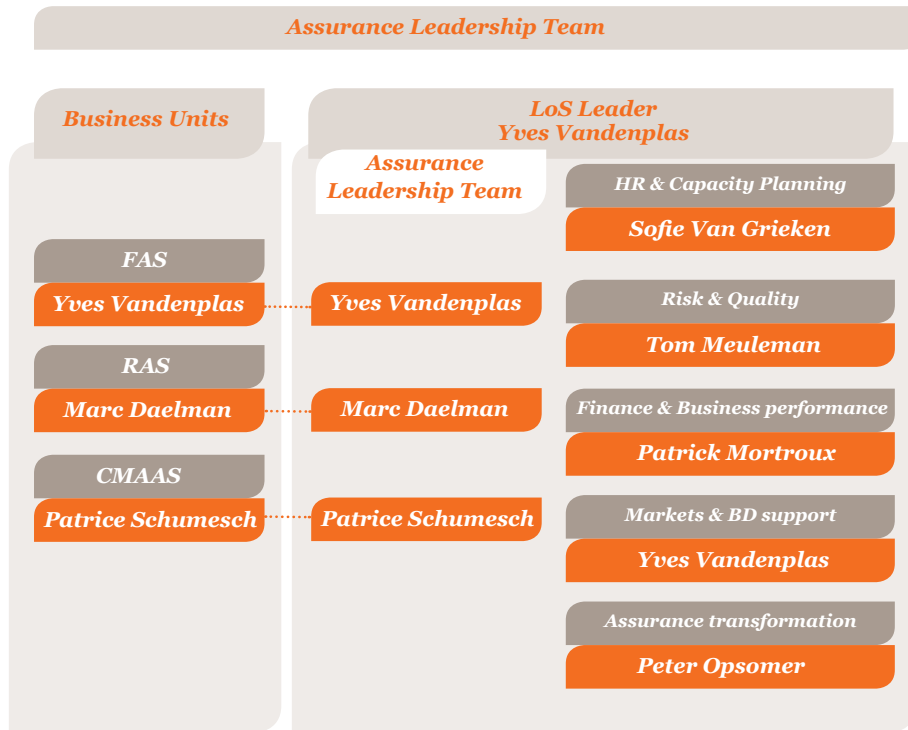 Assurance Leadership Team
Business Units
FAS
Yves Vandenplas
RAS
Marc Daelman
CMAAS
Patrice Schumesch
LoS Leader
Yves Vandenplas
Assurance
Leadership Team
Yves Vandenplas
Marc Daelman
Patrice Schumesch
HR & Capacity Planning
Sofie Van Grieken
Risk & Quality
Tom Meuleman
Finance & Business performance
Patrick Mortroux
Markets & BD support
Yves Vandenplas
Assurance transformation
Peter Opsomer